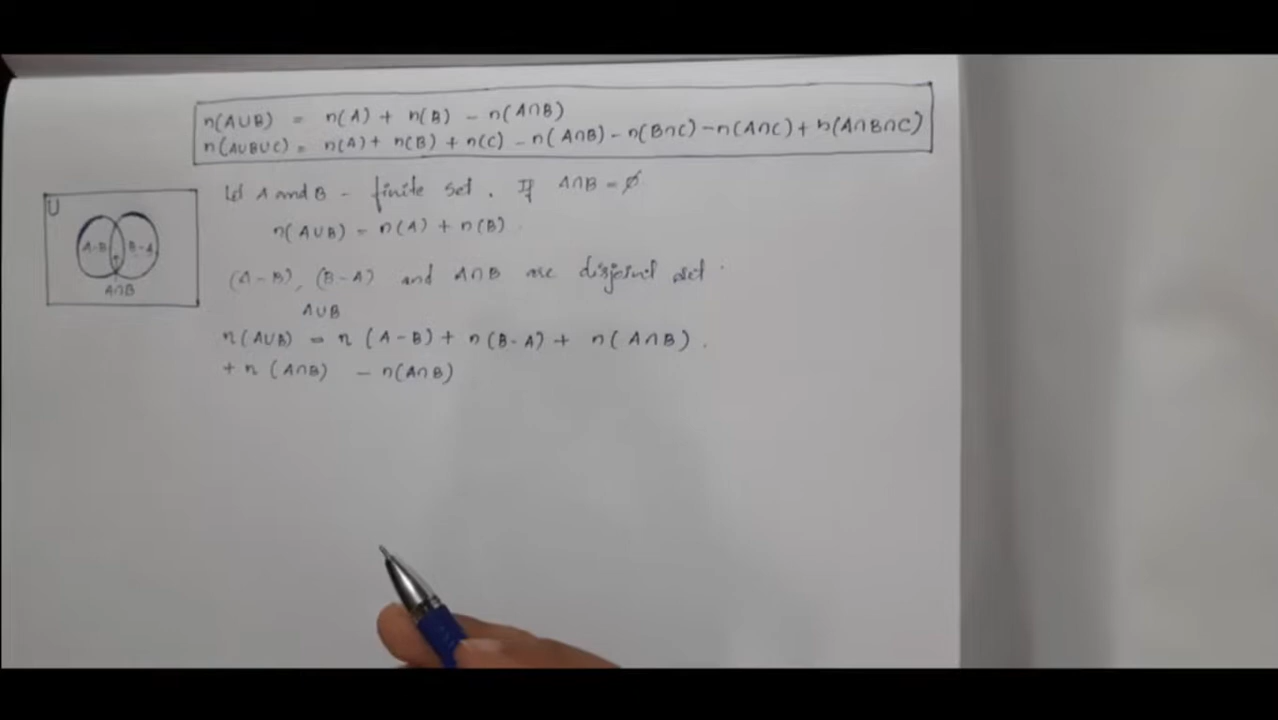 n(A∪B) = n(A) + n(B) - n(A∩B)
n(A∪B∪C) = n(A) + n(B) + n(C) - n(A∩B) - n(B∩C) - n(A∩C) + n(A∩B∩C)
Let A and B - finite set. If A∩B = ∅
n(A∪B) = n(A) + n(B).
U
A-B B-A
A∩B
(A-B), (B-A) and A∩B are disjoint set.
A∪B
n(A∪B) = n(A-B) + n(B-A) + n(A∩B).
+ n(A∩B) - n(A∩B)